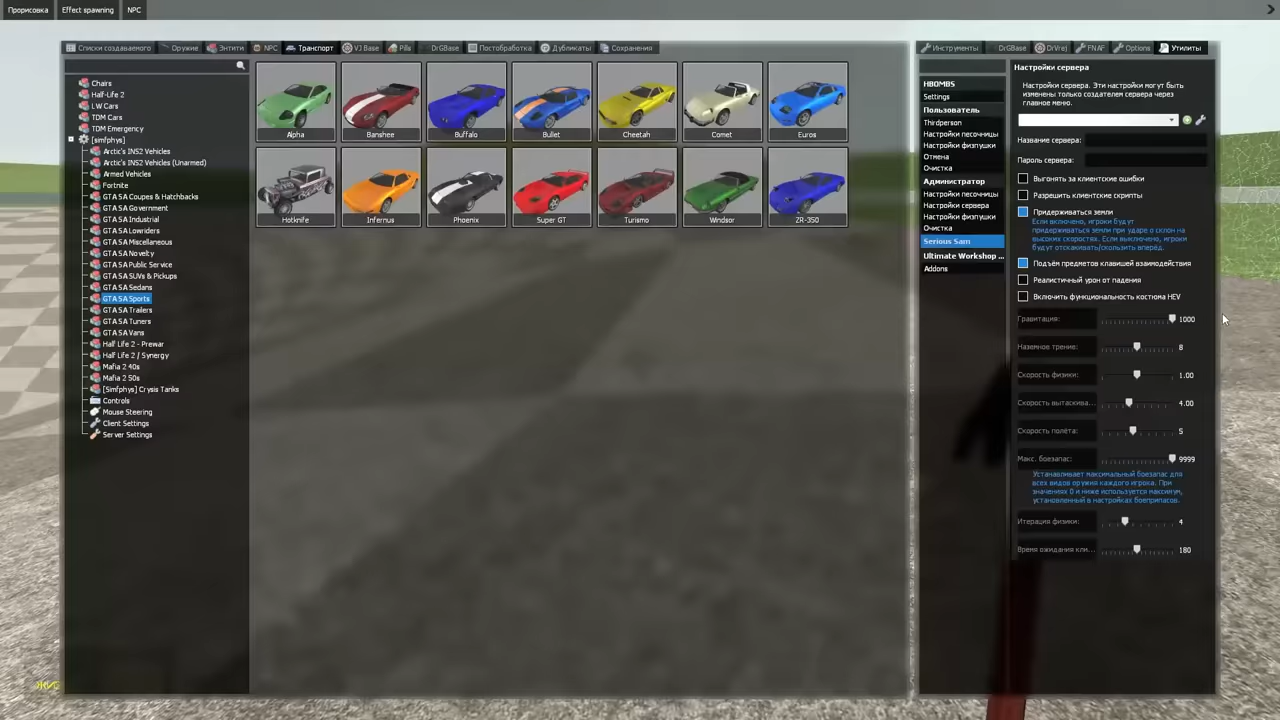 Прорисовка
Effect spawning
NPC
Списки создаваемого
Оружие
Энтити
NPC
Транспорт
VJ Base
Pills
DrGBase
Постобработка
Дубликаты
Сохранения
Chairs
Half-Life 2
LW Cars
TDM Cars
TDM Emergency
[simfphys]
Arctic's INS2 Vehicles
Arctic's INS2 Vehicles (Unarmed)
Armed Vehicles
Fortnite
GTA SA Coupes & Hatchbacks
GTA SA Government
GTA SA Industrial
GTA SA Lowriders
GTA SA Miscellaneous
GTA SA Novelty
GTA SA Public Service
GTA SA SUVs & Pickups
GTA SA Sedans
GTA SA Sports
GTA SA Trailers
GTA SA Tuners
GTA SA Vans
Half Life 2 - Prewar
Half Life 2 / Synergy
Mafia 2 40s
Mafia 2 50s
[Simfphys] Crysis Tanks
Controls
Mouse Steering
Client Settings
Server Settings
Alpha
Banshee
Buffalo
Bullet
Cheetah
Comet
Euros
Hotknife
Infernus
Phoenix
Super GT
Turismo
Windsor
ZR-350
Инструменты
DrGBase
(DrVre)
FNAF
Options
Утилиты
HBOMBS
Settings
Пользователь
Thirdperson
Настройки песочницы
Настройки физпушки
Отмена
Очистка
Администратор
Настройки песочницы
Настройки сервера
Настройки физпушки
Очистка
Serious Sam
Ultimate Workshop ...
Addons
Настройки сервера
Настройки сервера. Эти настройки могут быть
изменены только создателем сервера через
главное меню.
Название сервера:
Пароль сервера:
Выгонять за клиентские ошибки
Разрешить клиентские скрипты
Придерживаться земли
Если включено, игроки будут
придерживаться земли при ударе о склон на
высоких скоростях. Если выключено, игроки
будут отскакивать/скользить вперёд.
Подъём предметов клавишей взаимодействия
Реалистичный урон от падения
Включить функциональность костюма HEV
Гравитация:
1000
Наземное трение:
8
Скорость физики:
1.00
Скорость вытаскива...
4.00
Скорость полёта:
5
Макс. боезапас:
9999
Устанавливает максимальный боезапас для
всех видов оружия каждого игрока. При
значениях 0 и ниже используется максимум,
установленный в настройках боеприпасов.
Итерация физики:
4
Время ожидания кли...
180